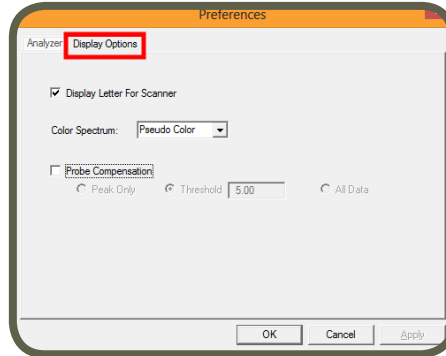 Preferences
Analyzer Display Options
Display Letter For Scanner
Color Spectrum: Pseudo Color
Probe Compensation
Peak Only Threshold 5.00 All Data
OK Cancel Apply